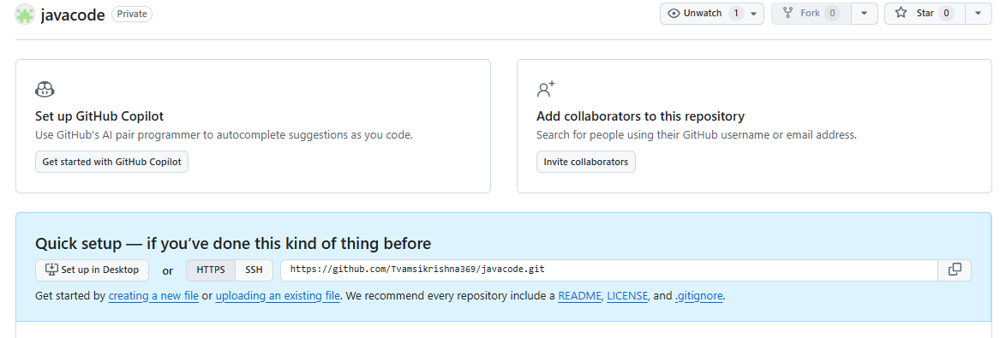 javacode Private
Unwatch 1
Fork 0
Star 0
Set up GitHub Copilot
Use GitHub's AI pair programmer to autocomplete suggestions as you code.
Get started with GitHub Copilot
Add collaborators to this repository
Search for people using their GitHub username or email address.
Invite collaborators
Quick setup — if you’ve done this kind of thing before
Set up in Desktop or HTTPS SSH https://github.com/Tvamsikrishna369/javacode.git
Get started by creating a new file or uploading an existing file. We recommend every repository include a README, LICENSE, and .gitignore.